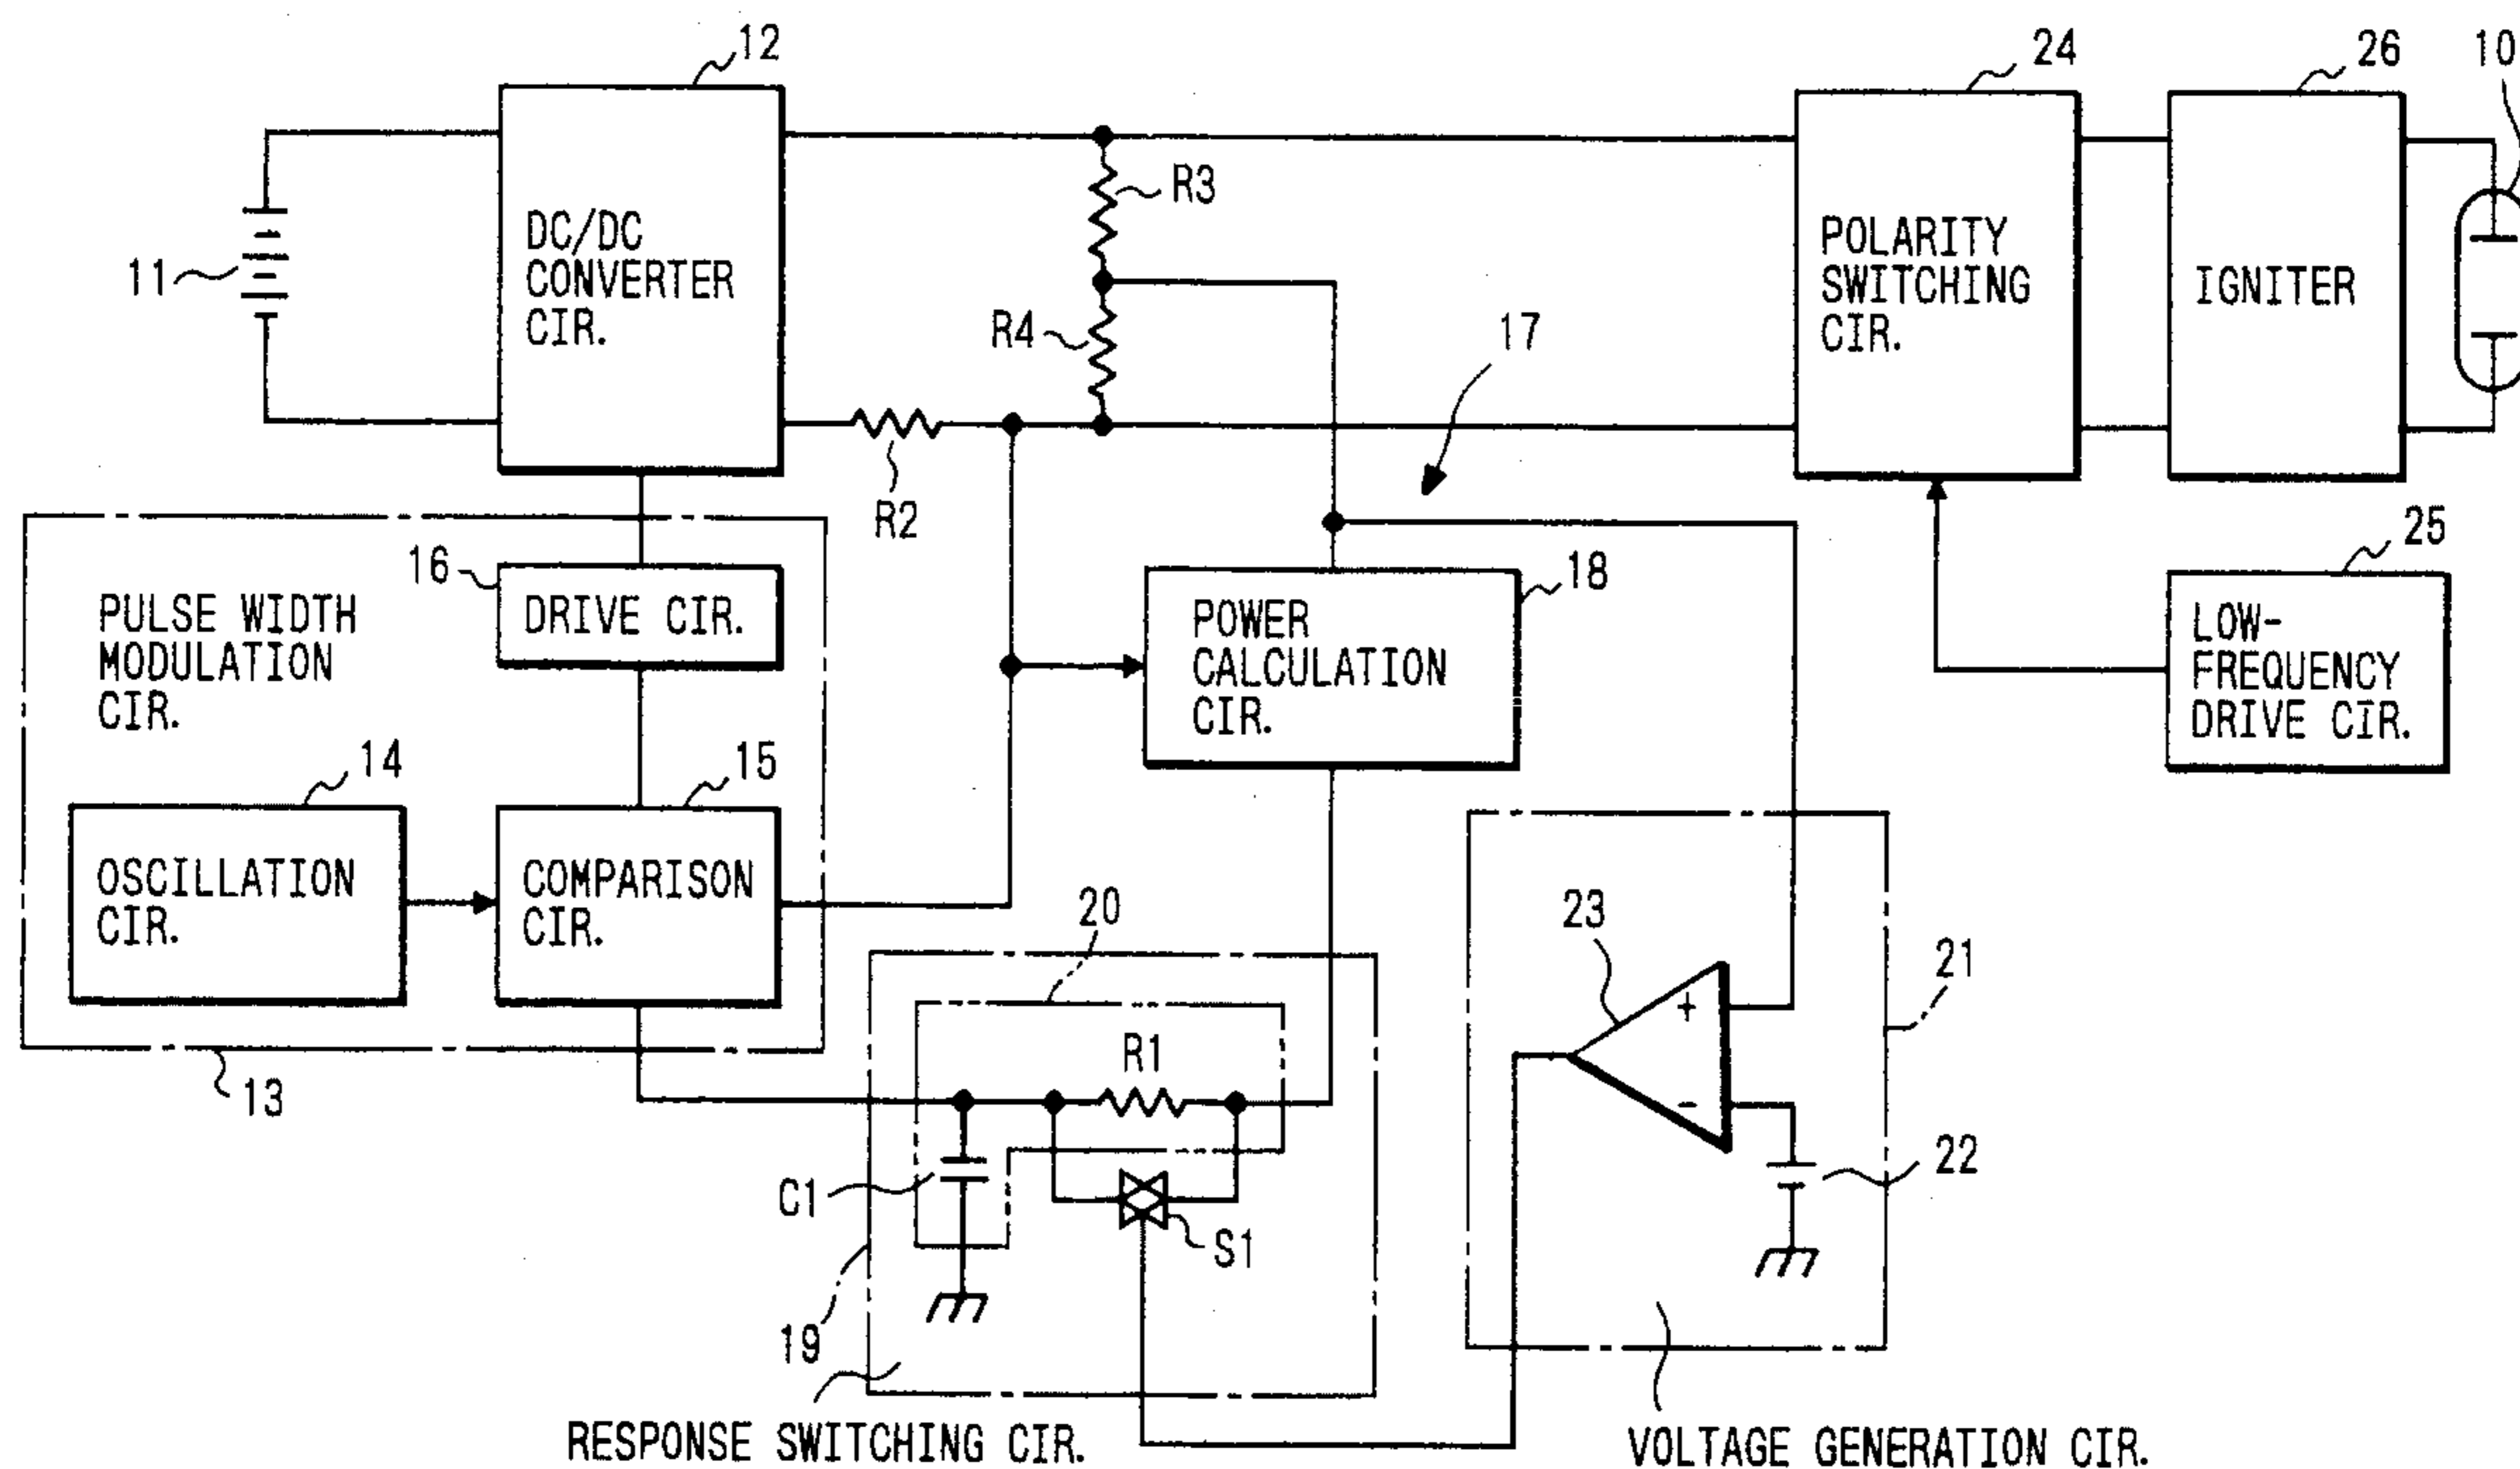 12
24
26
10
R3
DC/DC
CONVERTER
CIR.
POLARITY
SWITCHING
CIR.
IGNITER
11
R4
17
R2
25
16
DRIVE CIR.
18
PULSE WIDTH
MODULATION
CIR.
POWER
CALCULATION
CIR.
LOW-
FREQUENCY
DRIVE CIR.
14
15
OSCILLATION
CIR.
COMPARISON
CIR.
20
23
21
+
R1
13
-
22
C1
S1
19
RESPONSE SWITCHING CIR.
VOLTAGE GENERATION CIR.